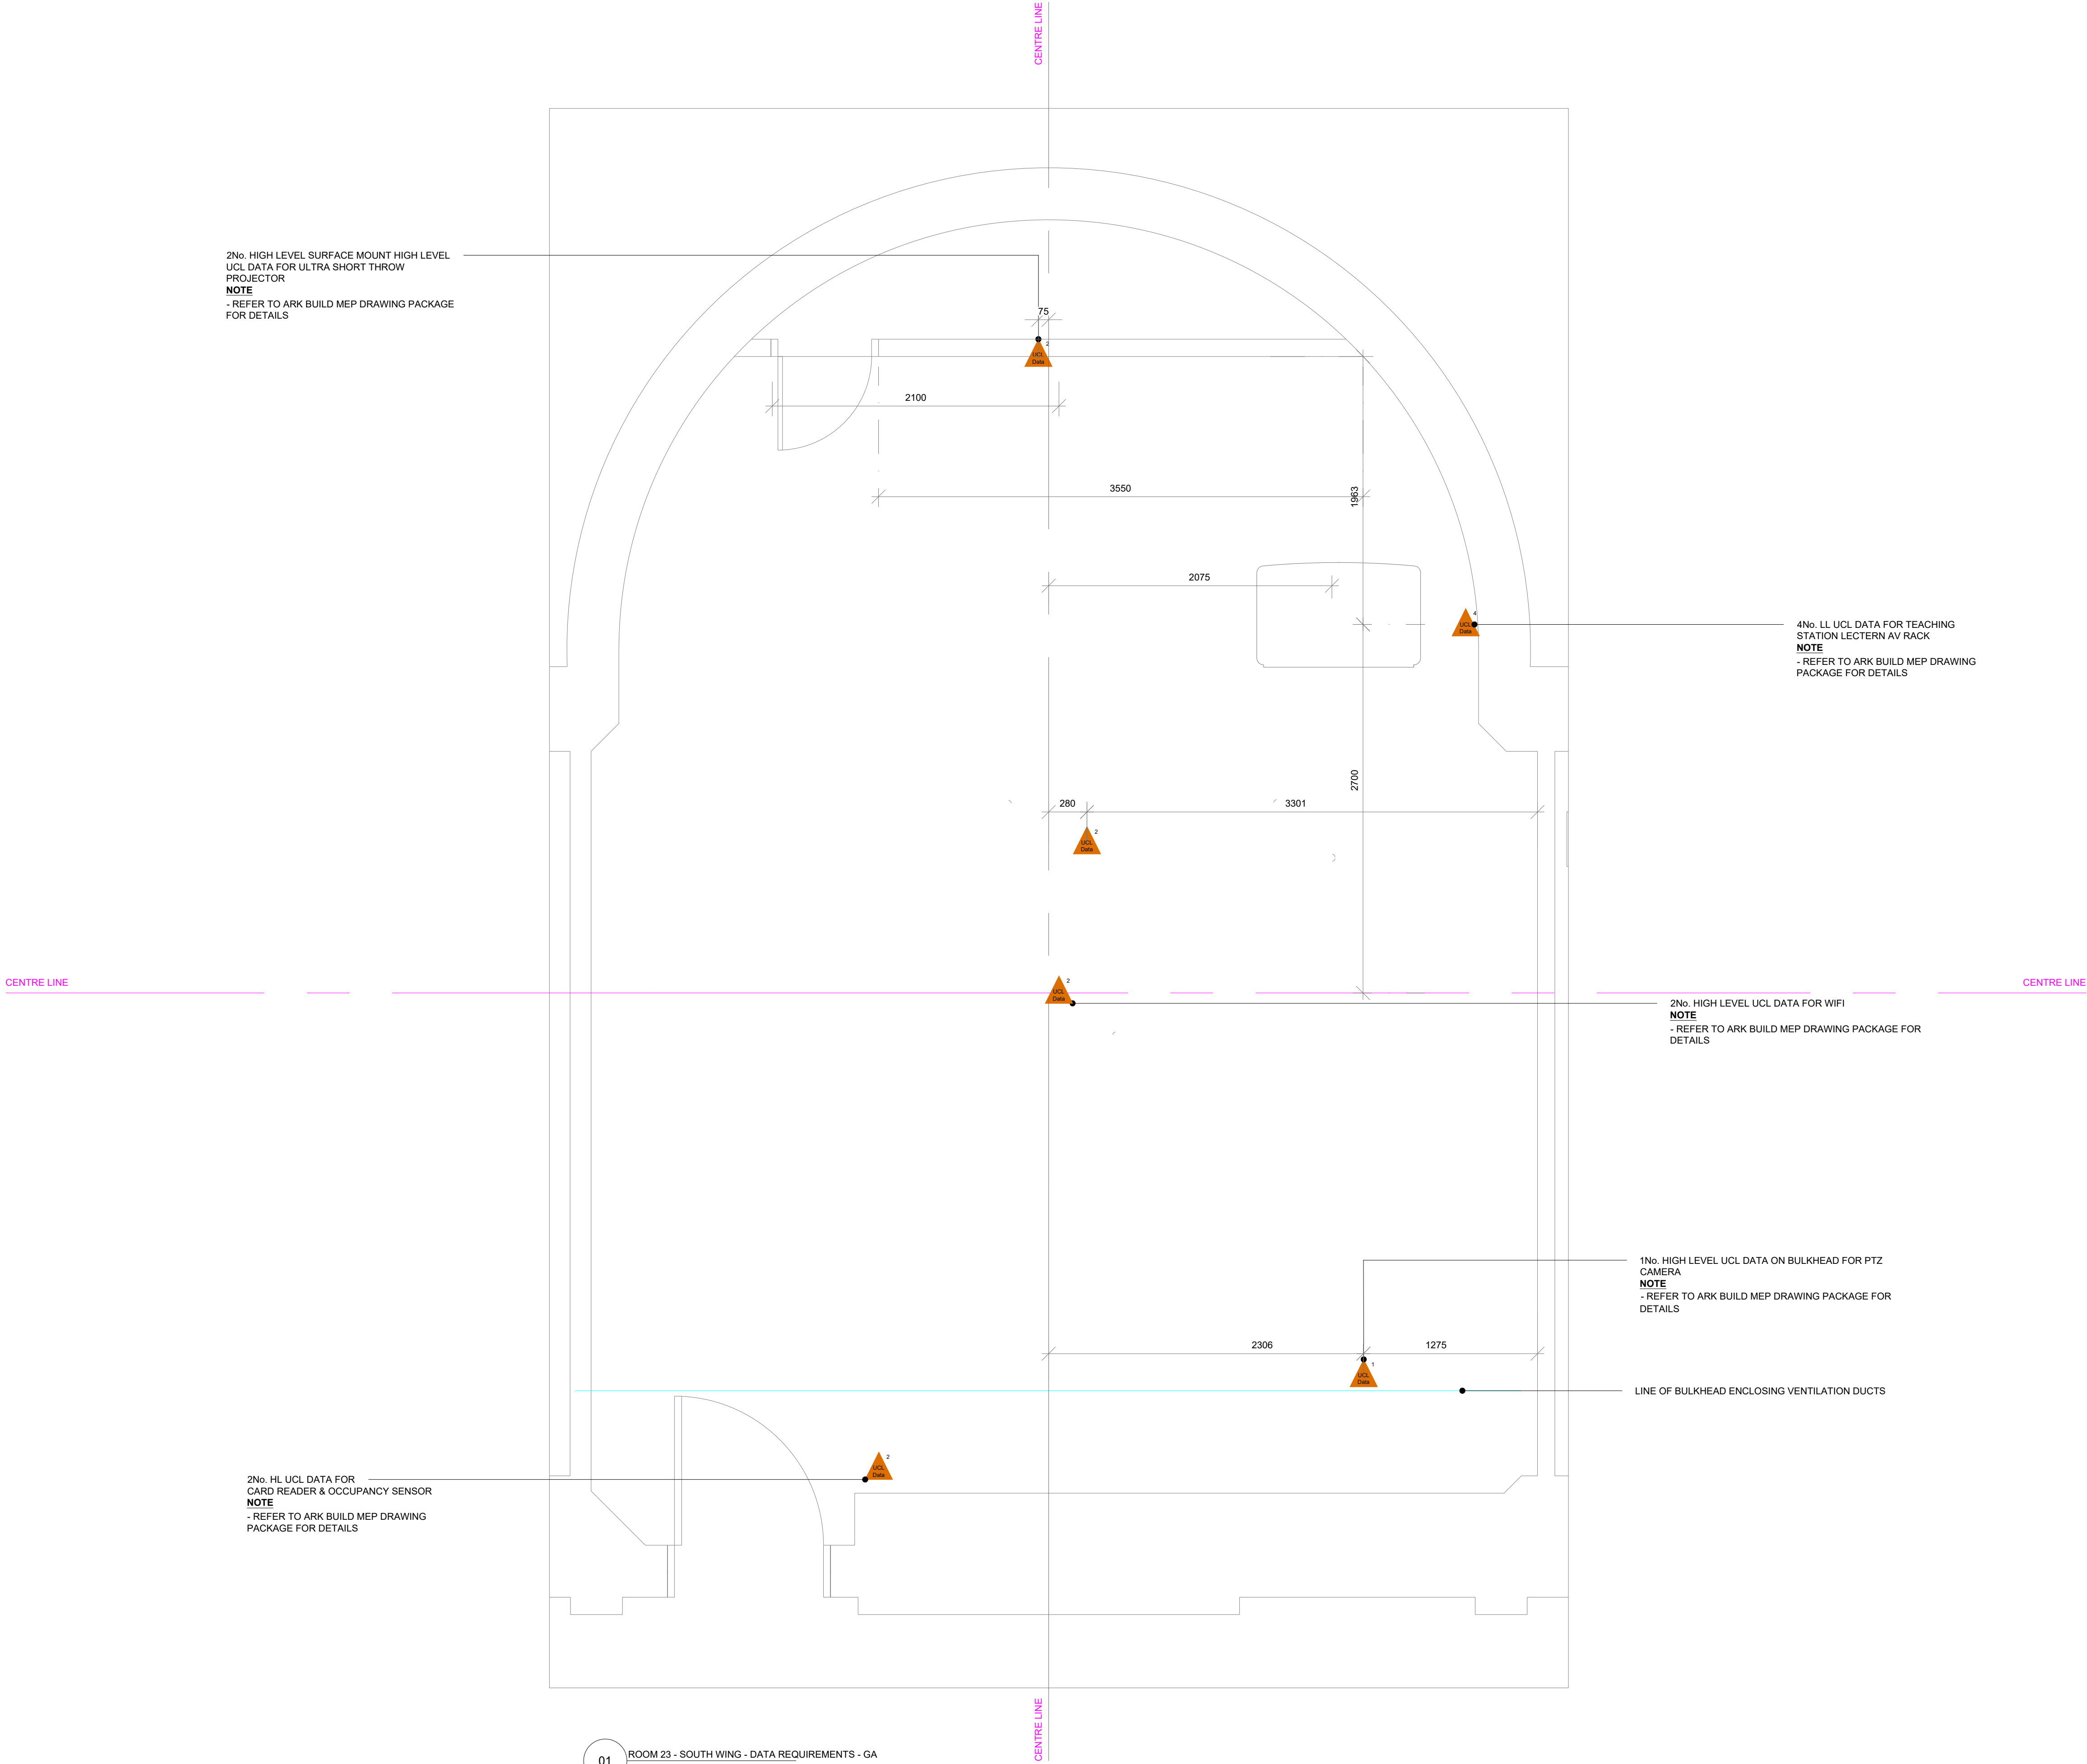 CENTRE LINE
2No. HIGH LEVEL SURFACE MOUNT HIGH LEVEL
UCL DATA FOR ULTRA SHORT THROW
PROJECTOR
NOTE
- REFER TO ARK BUILD MEP DRAWING PACKAGE
FOR DETAILS
75
2
UCL
Data
2100
3550
1963
2075
4
UCL
Data
4No. LL UCL DATA FOR TEACHING
STATION LECTERN AV RACK
NOTE
- REFER TO ARK BUILD MEP DRAWING
PACKAGE FOR DETAILS
2700
280
3301
2
UCL
Data
CENTRE LINE
2
UCL
Data
CENTRE LINE
2No. HIGH LEVEL UCL DATA FOR WIFI
NOTE
- REFER TO ARK BUILD MEP DRAWING PACKAGE FOR
DETAILS
1No. HIGH LEVEL UCL DATA ON BULKHEAD FOR PTZ
CAMERA
NOTE
- REFER TO ARK BUILD MEP DRAWING PACKAGE FOR
DETAILS
2306
1275
1
UCL
Data
LINE OF BULKHEAD ENCLOSING VENTILATION DUCTS
2
UCL
Data
2No. HL UCL DATA FOR
CARD READER & OCCUPANCY SENSOR
NOTE
- REFER TO ARK BUILD MEP DRAWING
PACKAGE FOR DETAILS
CENTRE LINE
01
ROOM 23 - SOUTH WING - DATA REQUIREMENTS - GA